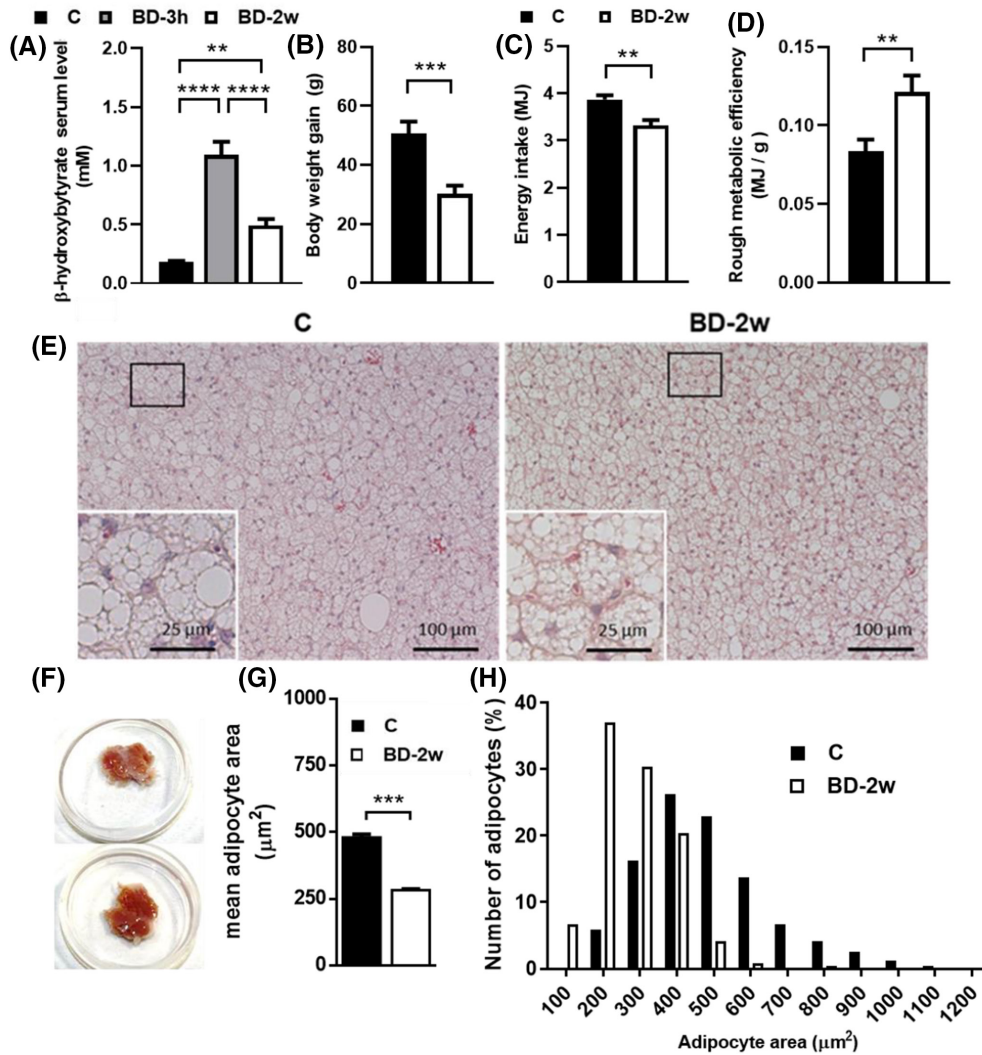 C BD-3h BD-2w
C BD-2w
(A)
β-hydroxybytyrate serum level
(mM)
2.0
1.5
1.0
0.5
0.0
**
**** ****
(B)
Body weight gain (g)
80
60
40
20
0
***
(C)
Energy intake (MJ)
5
4
3
2
1
0
**
(D)
Rough metabolic efficiency
(MJ / g)
0.15
0.10
0.05
0.00
**
(E)
C
BD-2w
25 µm
100 µm
25 µm
100 µm
(F)
(G)
mean adipocyte area
(µm²)
1000
750
500
250
0
C
BD-2w
***
(H)
Number of adipocytes (%)
40
30
20
10
0
C
BD-2w
100 200 300 400 500 600 700 800 900 1000 1100 1200
Adipocyte area (µm²)